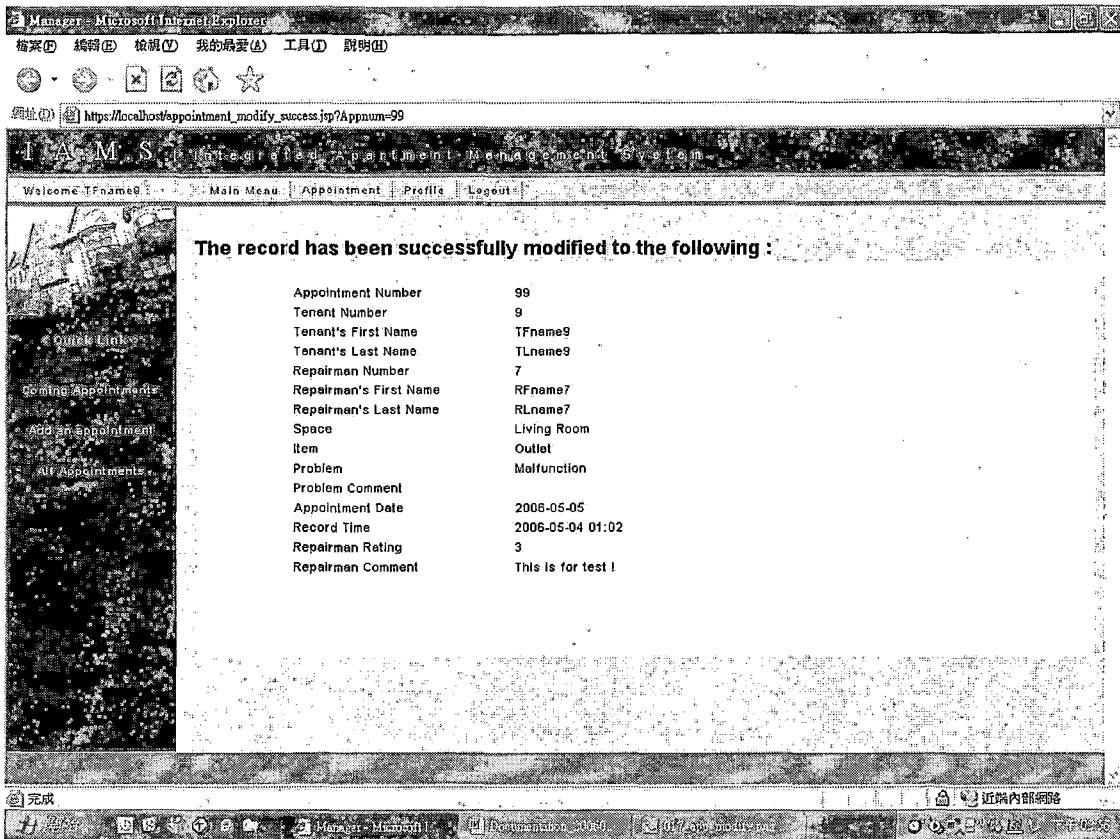 Manager - Microsoft Internet Explorer
檔案(F) 編輯(E) 檢視(V) 我的最愛(A) 工具(T) 說明(H)
網址(D) https://localhost/appointment_modify_success.jsp?Appnum=99
I A M S | Integrated Apartment Management System
Welcome TFname9 Main Menu Appointment Profile Logout
The record has been successfully modified to the following :
Appointment Number 99
Tenant Number 9
Tenant's First Name TFname9
Tenant's Last Name TLname9
Repairman Number 7
Repairman's First Name RFname7
Repairman's Last Name RLname7
Space Living Room
Item Outlet
Problem Malfunction
Problem Comment
Appointment Date 2006-05-05
Record Time 2006-05-04 01:02
Repairman Rating 3
Repairman Comment This is for test !
Quick Link
Coming Appointments
Add an appointment
All Appointments
完成 近端內部網路
Manager - Microsoft I...